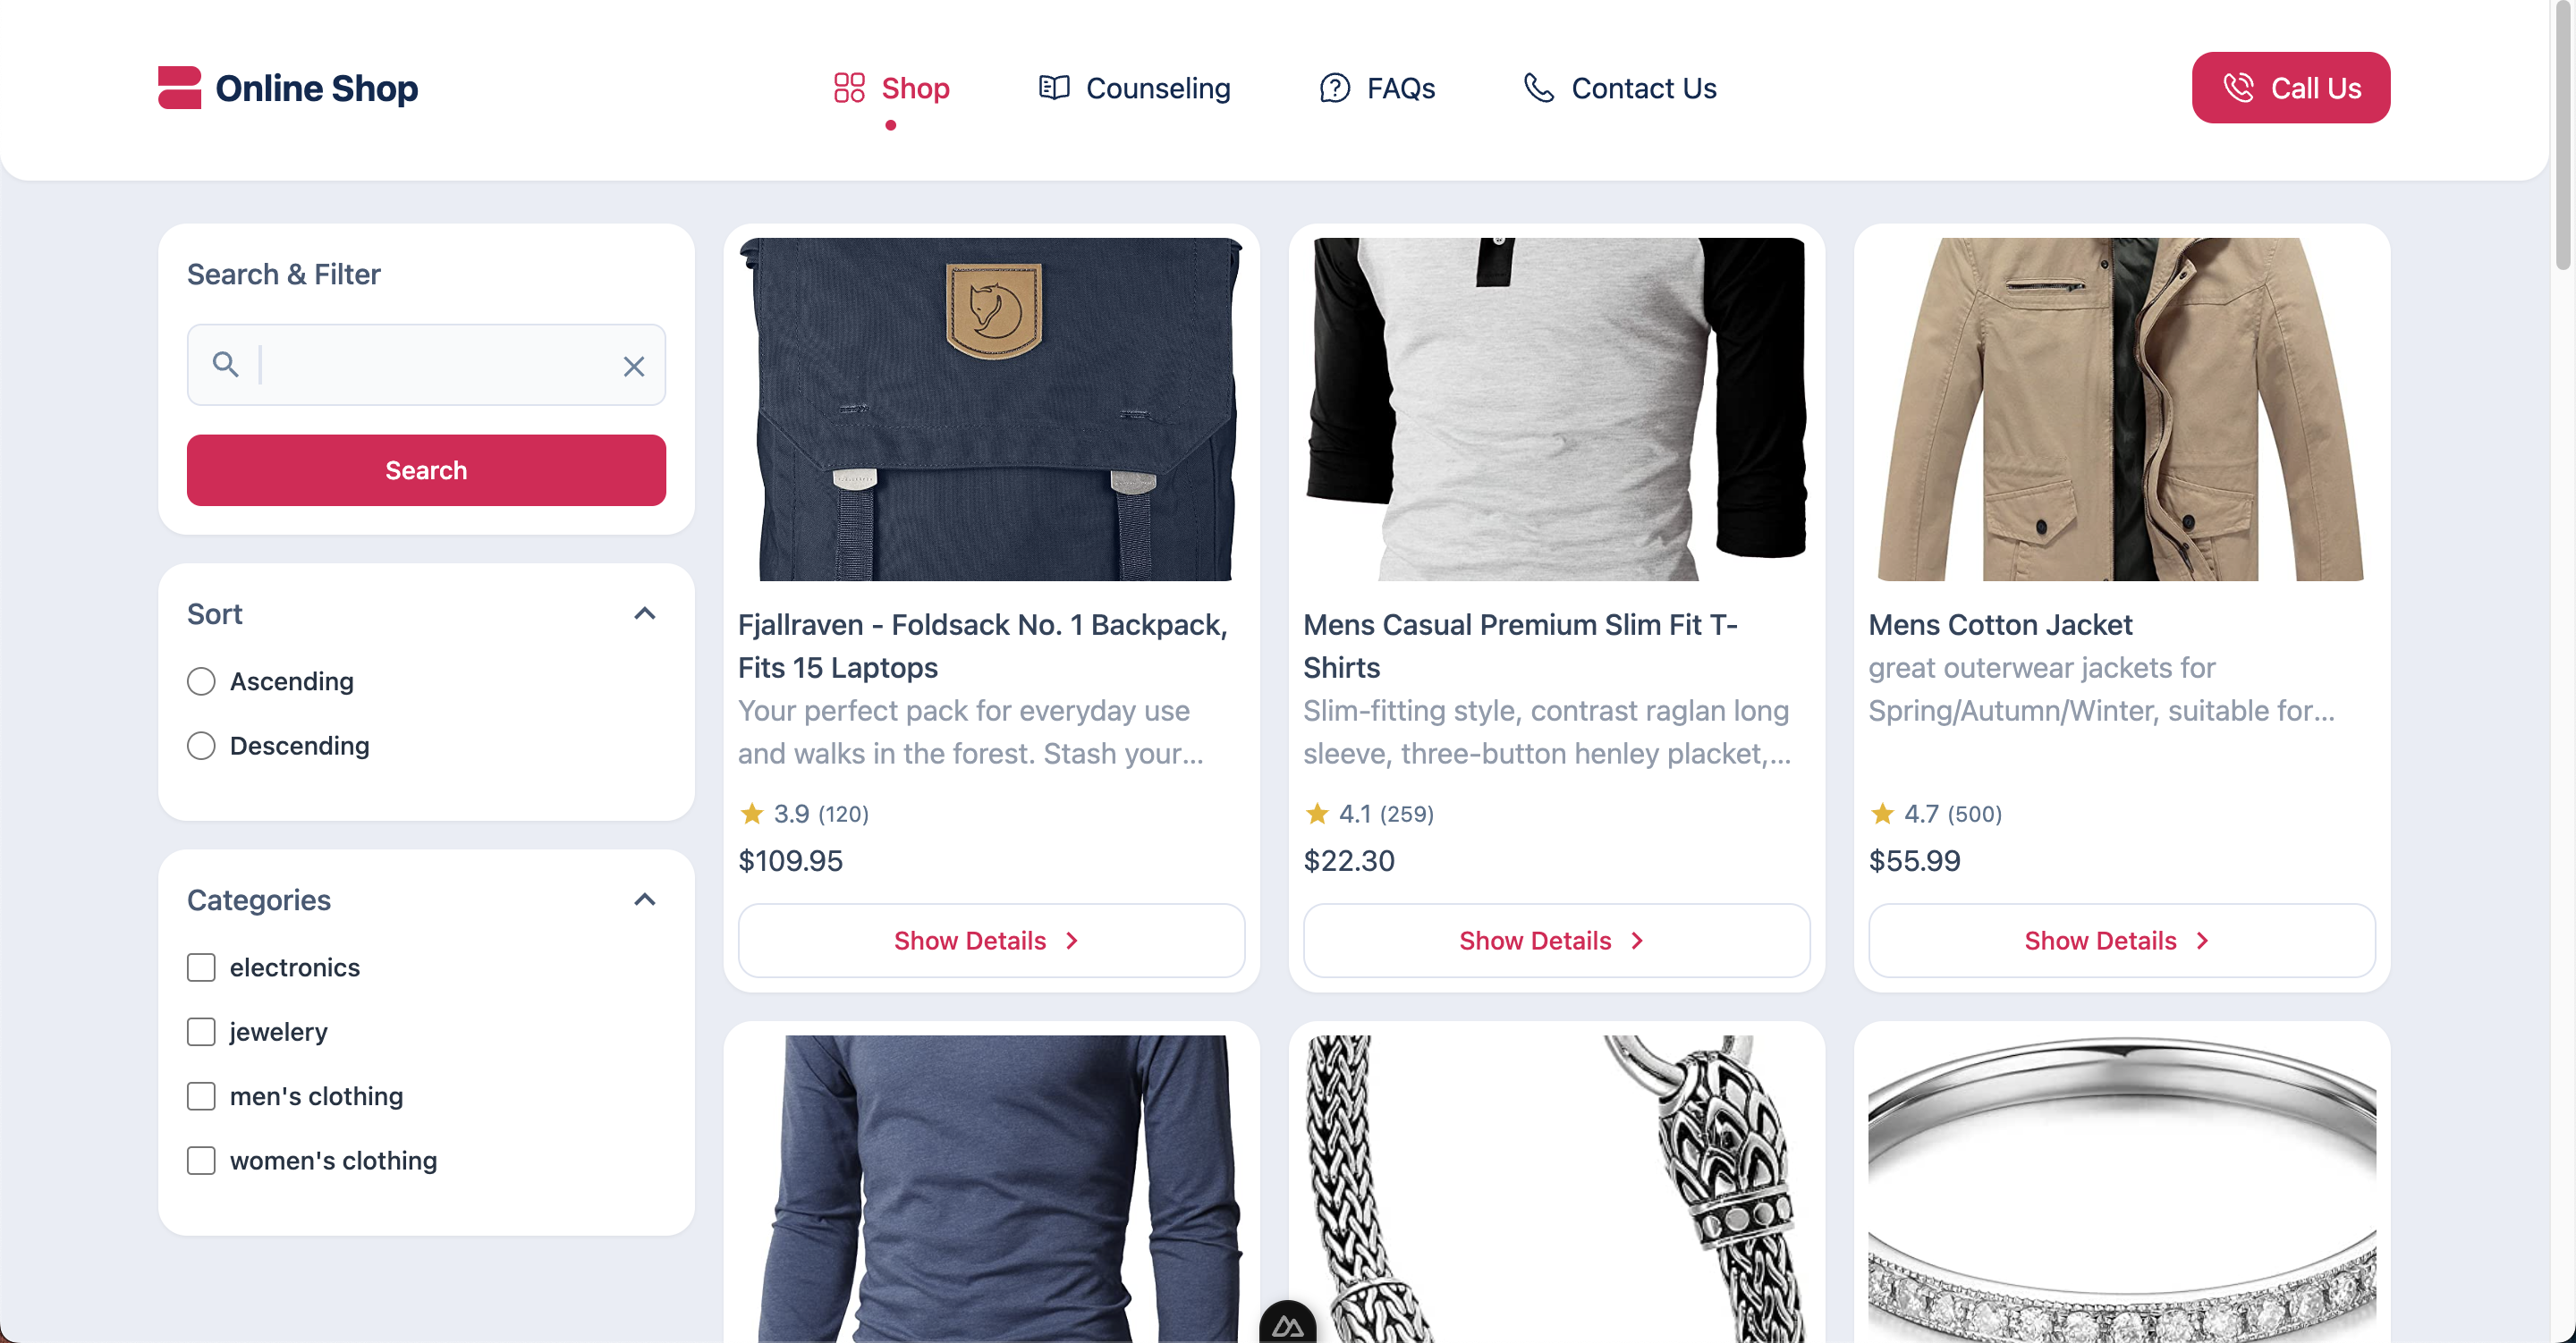 Online Shop
Shop
Counseling
FAQs
Contact Us
Call Us
Search & Filter
Search
Sort
Ascending
Descending
Categories
electronics
jewelery
men's clothing
women's clothing
Fjallraven - Foldsack No. 1 Backpack,
Fits 15 Laptops
Your perfect pack for everyday use
and walks in the forest. Stash your...
3.9 (120)
$109.95
Show Details
Mens Casual Premium Slim Fit T-
Shirts
Slim-fitting style, contrast raglan long
sleeve, three-button henley placket,...
4.1 (259)
$22.30
Show Details
Mens Cotton Jacket
great outerwear jackets for
Spring/Autumn/Winter, suitable for...
4.7 (500)
$55.99
Show Details